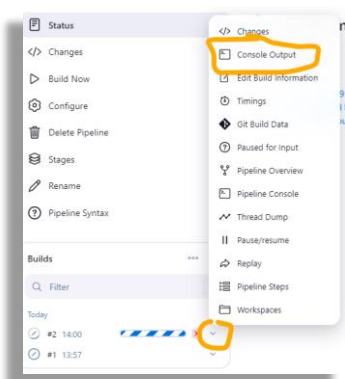 Status
Changes
Build Now
Configure
Delete Pipeline
Stages
Rename
Pipeline Syntax
Builds
Filter
Today
#2 14:00
#1 13:57
Changes
Console Output
Edit Build Information
Timings
Git Build Data
Paused for Input
Pipeline Overview
Pipeline Console
Thread Dump
Pause/resume
Replay
Pipeline Steps
Workspaces